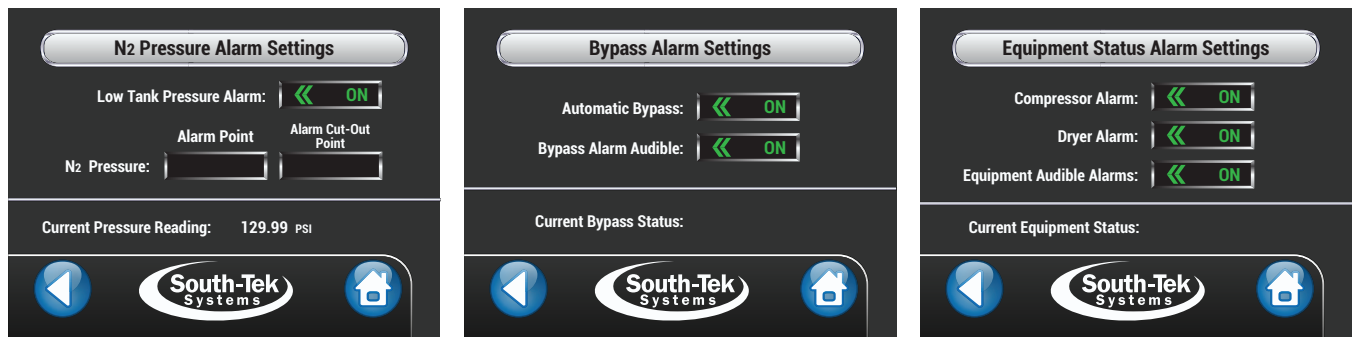 N2 Pressure Alarm Settings
Low Tank Pressure Alarm: ON
Alarm Point
Alarm Cut-Out
Point
N2 Pressure:
Current Pressure Reading: 129.99 PSI
South-Tek
Systems
Bypass Alarm Settings
Automatic Bypass: ON
Bypass Alarm Audible: ON
Current Bypass Status:
South-Tek
Systems
Equipment Status Alarm Settings
Compressor Alarm: ON
Dryer Alarm: ON
Equipment Audible Alarms: ON
Current Equipment Status:
South-Tek
Systems